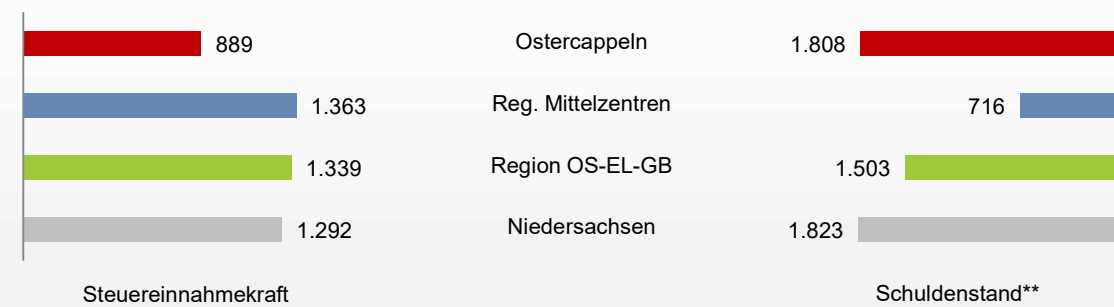 889 Ostercappeln 1.808
1.363 Reg. Mittelzentren 716
1.339 Region OS-EL-GB 1.503
1.292 Niedersachsen 1.823
Steuereinnahmekraft Schuldenstand**